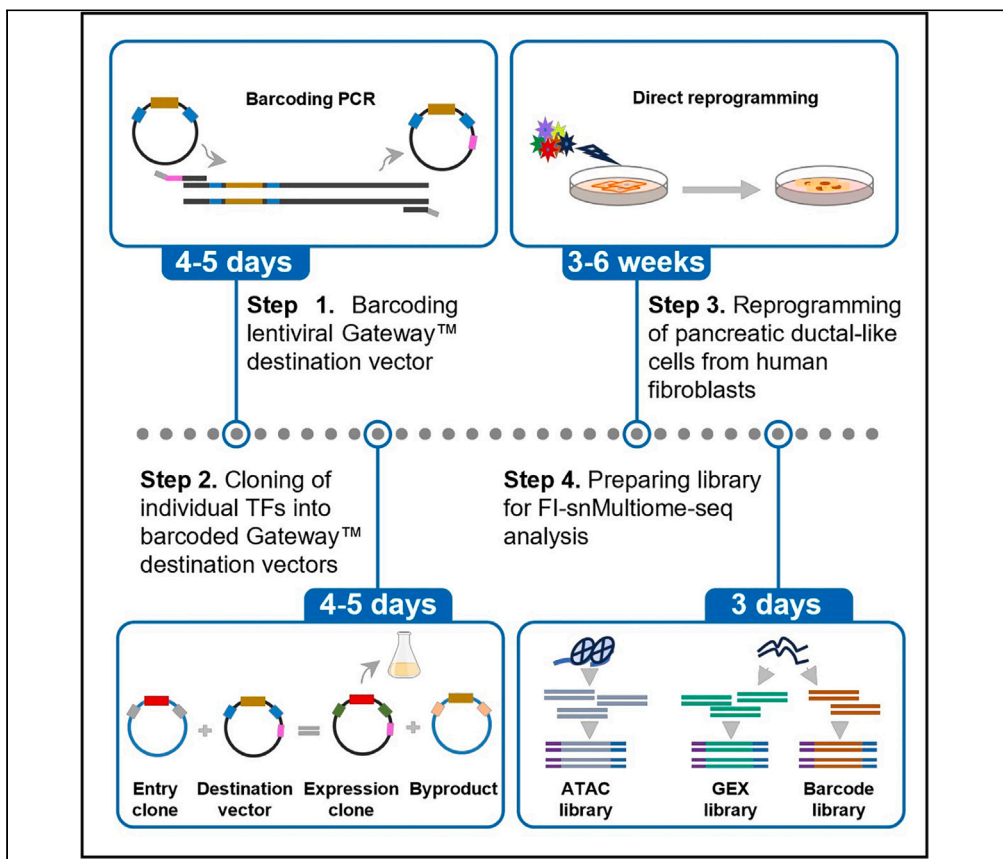 Barcoding PCR
4-5 days
Step 1. Barcoding
lentiviral Gateway™
destination vector
Direct reprogramming
3-6 weeks
Step 3. Reprogramming
of pancreatic ductal-like
cells from human
fibroblasts
Step 2. Cloning of
individual TFs into
barcoded Gateway™
destination vectors
4-5 days
Entry
clone
Destination
vector
Expression
clone
Byproduct
Step 4. Preparing library
for FI-snMultiome-seq
analysis
3 days
ATAC
library
GEX
library
Barcode
library